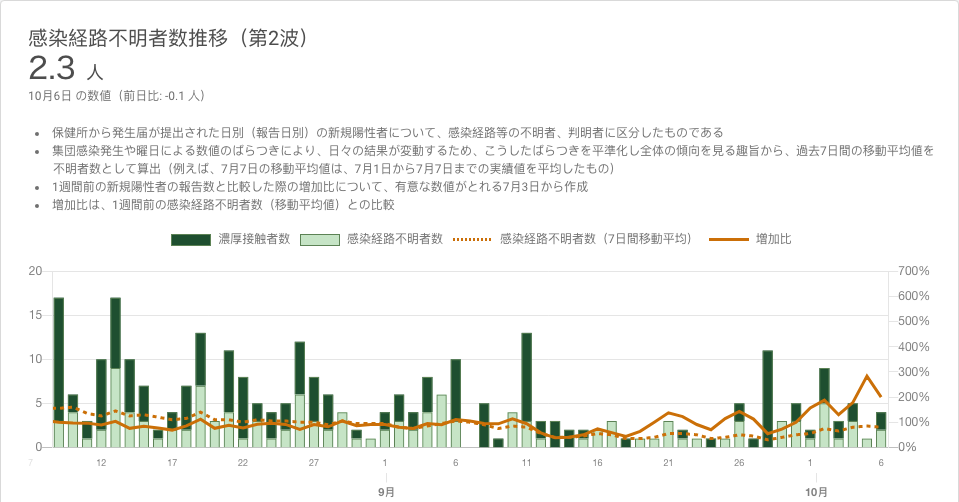 感染経路不明者数推移（第2波）
2.3 人
10月6日 の数値（前日比: -0.1 人）
• 保健所から発生届が提出された日別（報告日別）の新規陽性者について、感染経路等の不明者、判明者に区分したものである
• 集団感染発生や曜日による数値のばらつきにより、日々の結果が変動するため、こうしたばらつきを平準化し全体の傾向を見る趣旨から、過去7日間の移動平均値を
不明者数として算出（例えば、7月7日の移動平均値は、7月1日から7月7日までの実績値を平均したもの）
• 1週間前の新規陽性者の報告数と比較した際の増加比について、有意な数値がとれる7月3日から作成
• 増加比は、1週間前の感染経路不明者数（移動平均値）との比較
濃厚接触者数 感染経路不明者数 感染経路不明者数（7日間移動平均） 増加比
20 700%
600%
15 500%
400%
10 300%
5 200%
100%
0 0%
7 12 17 22 27 1 6 11 16 21 26 1 6
9月 10月